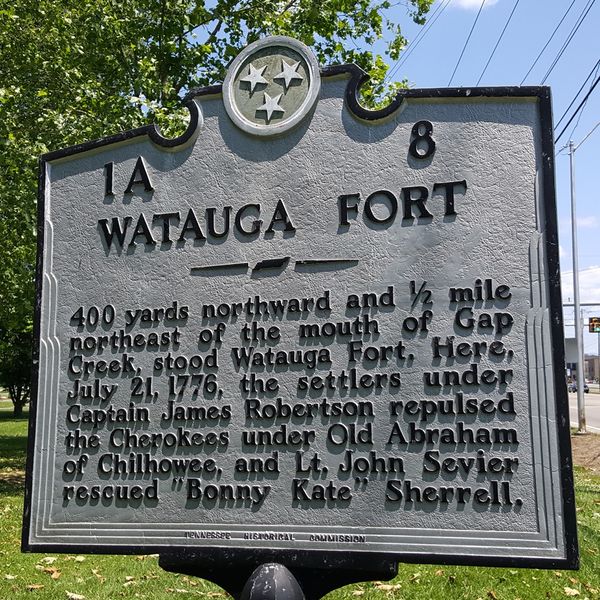 1A 8
WATAUGA FORT
400 yards northward and ½ mile
northeast of the mouth of Gap
Creek, stood Watauga Fort. Here,
July 21, 1776, the settlers under
Captain James Robertson repulsed
the Cherokees under Old Abraham
of Chilhowee, and Lt. John Sevier
rescued "Bonny Kate" Sherrell.
TENNESSEE HISTORICAL COMMISSION